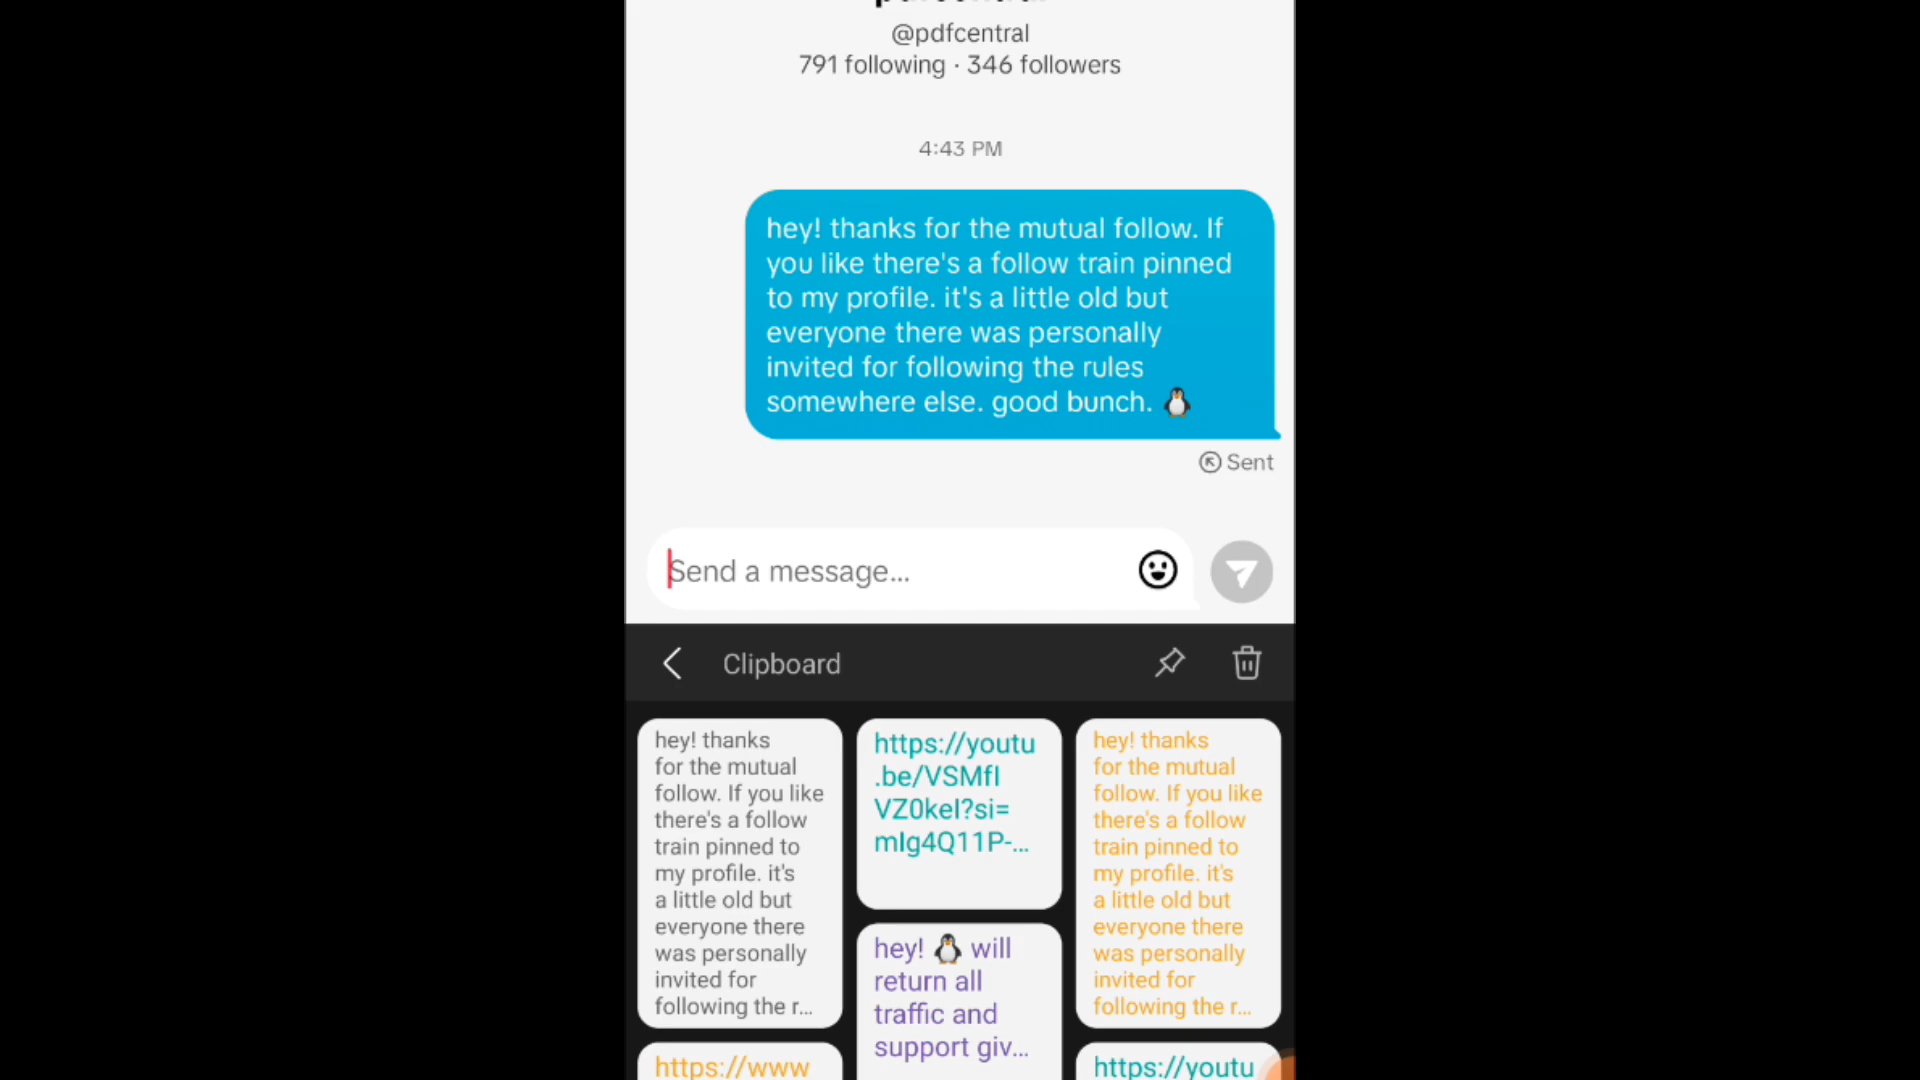 @pdfcentral
791 following · 346 followers
4:43 PM
hey! thanks for the mutual follow. If
you like there's a follow train pinned
to my profile. it's a little old but
everyone there was personally
invited for following the rules
somewhere else. good bunch. 🐧
Sent
Send a message...
Clipboard
hey! thanks
for the mutual
follow. If you like
there's a follow
train pinned to
my profile. it's
a little old but
everyone there
was personally
invited for
following the r...
https://www
https://youtu
.be/VSMfI
VZ0keI?si=
mIg4Q11P-...
hey! 🐧 will
return all
traffic and
support giv...
hey! thanks
for the mutual
follow. If you like
there's a follow
train pinned to
my profile. it's
a little old but
everyone there
was personally
invited for
following the r...
https://youtu